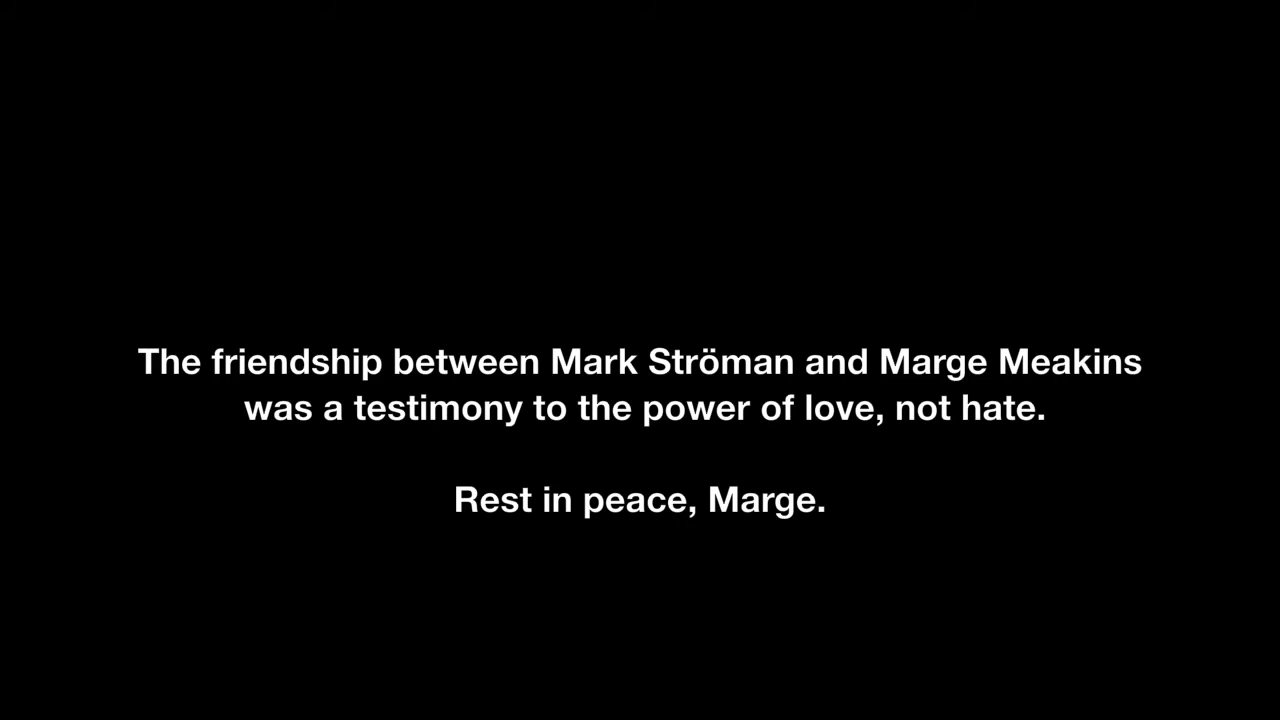 The friendship between Mark Ströman and Marge Meakins
was a testimony to the power of love, not hate.
Rest in peace, Marge.